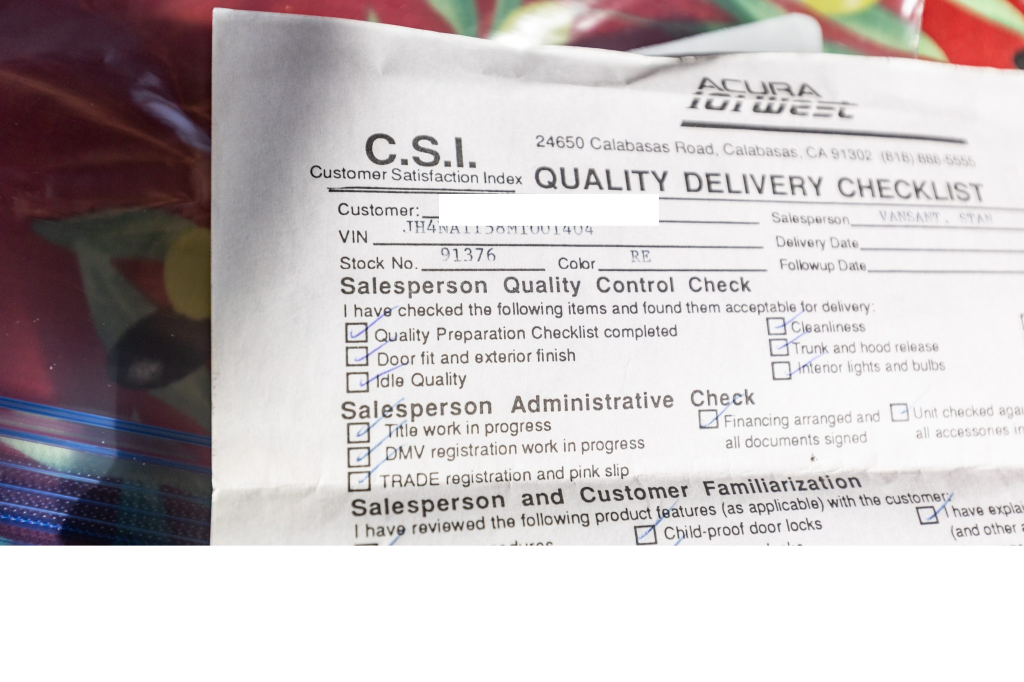 ACURA
101 West
24650 Calabasas Road, Calabasas, CA 91302 (818) 888-5555
C.S.I.
Customer Satisfaction Index
QUALITY DELIVERY CHECKLIST
Customer:
Salesperson VANSANT, STAN
VIN
Delivery Date
Stock No. 91376 Color RE
Followup Date
Salesperson Quality Control Check
I have checked the following items and found them acceptable for delivery:
Quality Preparation Checklist completed
Cleanliness
Door fit and exterior finish
Trunk and hood release
Idle Quality
Interior lights and bulbs
Salesperson Administrative Check
Title work in progress
Financing arranged and
all documents signed
Unit checked
all accessories
DMV registration work in progress
TRADE registration and pink slip
Salesperson and Customer Familiarization
I have reviewed the following product features (as applicable) with the customer:
Child-proof door locks
I have
(and other